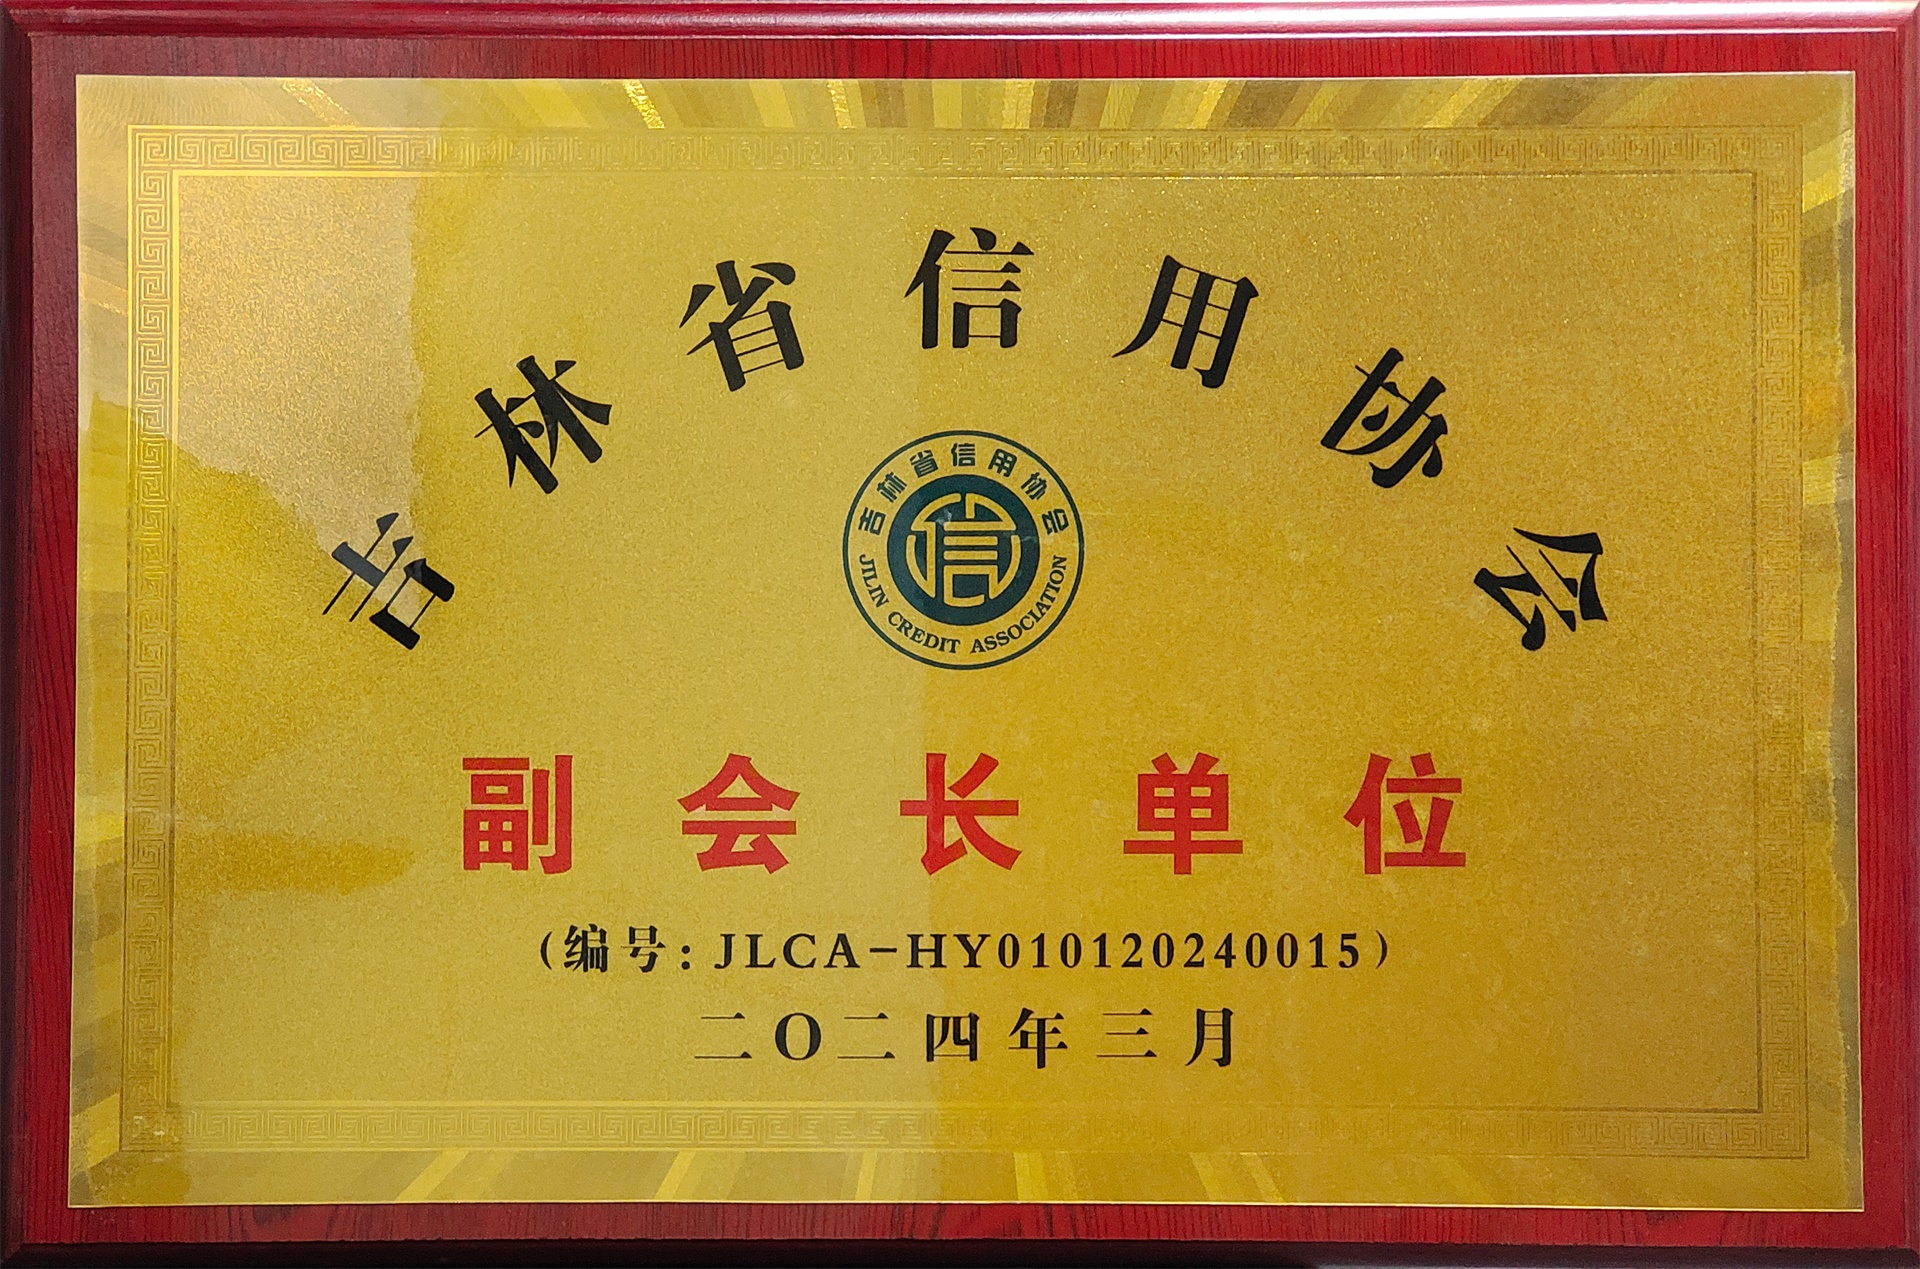 吉林省信用协会
吉林省信用协会
信
JILIN CREDIT ASSOCIATION
副会长单位
(编号：JLCA-HY010120240015)
二O二四年三月